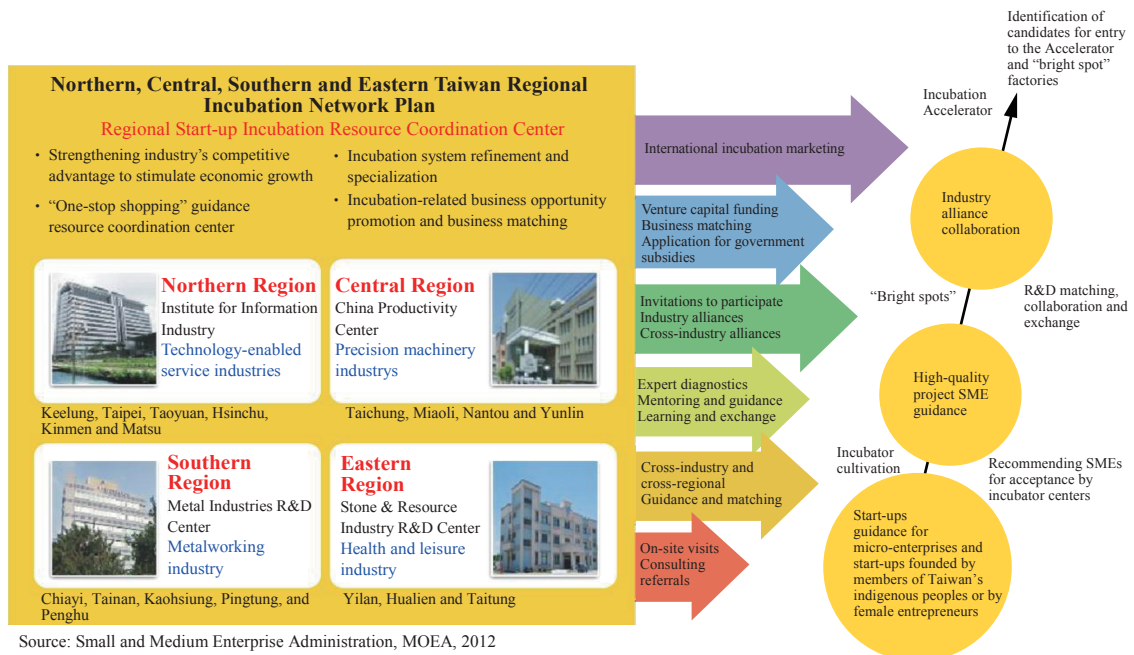 Northern, Central, Southern and Eastern Taiwan Regional
Incubation Network Plan
Regional Start-up Incubation Resource Coordination Center
• Strengthening industry's competitive
advantage to stimulate economic growth
• “One-stop shopping” guidance
resource coordination center
• Incubation system refinement and
specialization
• Incubation-related business opportunity
promotion and business matching
Northern Region
Institute for Information
Industry
Technology-enabled
service industries
Keelung, Taipei, Taoyuan, Hsinchu,
Kinmen and Matsu
Central Region
China Productivity
Center
Precision machinery
industrys
Taichung, Miaoli, Nantou and Yunlin
Southern
Region
Metal Industries R&D
Center
Metalworking
industry
Chiayi, Tainan, Kaohsiung, Pingtung, and
Penghu
Eastern
Region
Stone & Resource
Industry R&D Center
Health and leisure
industry
Yilan, Hualien and Taitung
International incubation marketing
Venture capital funding
Business matching
Application for government
subsidies
Invitations to participate
Industry alliances
Cross-industry alliances
Expert diagnostics
Mentoring and guidance
Learning and exchange
Cross-industry and
cross-regional
Guidance and matching
On-site visits
Consulting
referrals
Identification of
candidates for entry
to the Accelerator
and “bright spot”
factories
Incubation
Accelerator
Industry
alliance
collaboration
“Bright spots”
R&D matching,
collaboration and
exchange
High-quality
project SME
guidance
Incubator
cultivation
Recommending SMEs
for acceptance by
incubator centers
Start-ups
guidance for
micro-enterprises and
start-ups founded by
members of Taiwan's
indigenous peoples or by
female entrepreneurs
Source: Small and Medium Enterprise Administration, MOEA, 2012